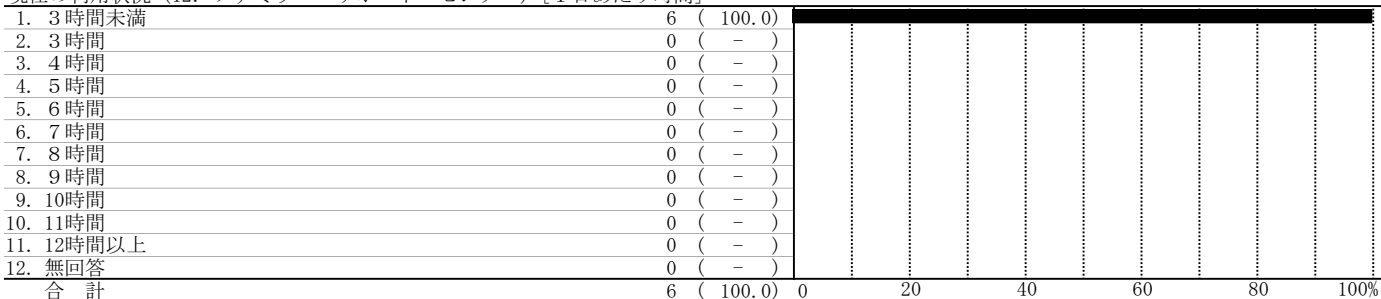 1. 3時間未満 6 ( 100.0)
2. 3時間 0 ( - )
3. 4時間 0 ( - )
4. 5時間 0 ( - )
5. 6時間 0 ( - )
6. 7時間 0 ( - )
7. 8時間 0 ( - )
8. 9時間 0 ( - )
9. 10時間 0 ( - )
10. 11時間 0 ( - )
11. 12時間以上 0 ( - )
12. 無回答 0 ( - )
合 計 6 ( 100.0) 0 20 40 60 80 100%